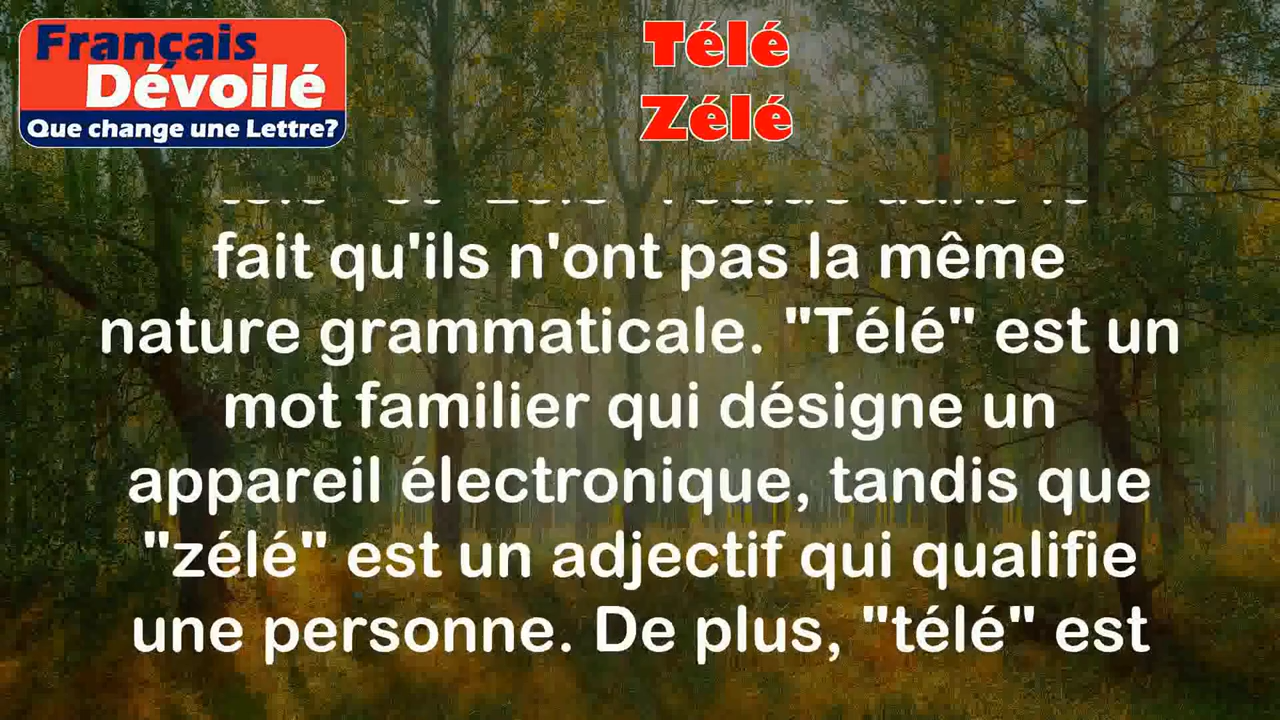 Français
Dévoilé
Que change une Lettre?
Télé
Zélé
fait qu'ils n'ont pas la même
nature grammaticale. "Télé" est un
mot familier qui désigne un
appareil électronique, tandis que
"zélé" est un adjectif qui qualifie
une personne. De plus, "télé" est